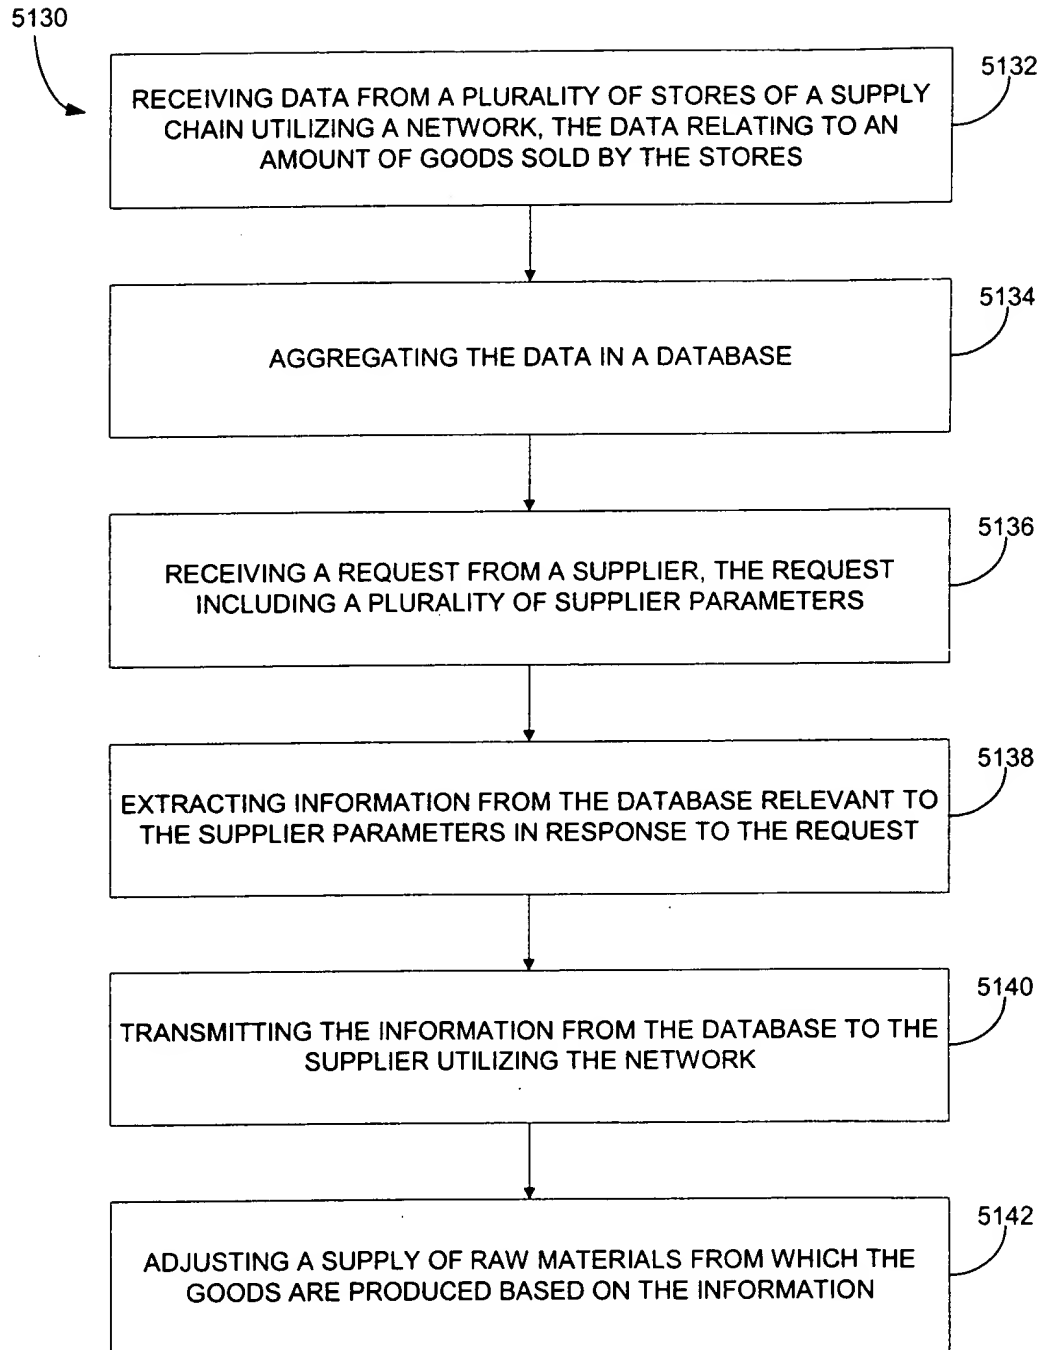 5130
5132
RECEIVING DATA FROM A PLURALITY OF STORES OF A SUPPLY
CHAIN UTILIZING A NETWORK, THE DATA RELATING TO AN
AMOUNT OF GOODS SOLD BY THE STORES
5134
AGGREGATING THE DATA IN A DATABASE
5136
RECEIVING A REQUEST FROM A SUPPLIER, THE REQUEST
INCLUDING A PLURALITY OF SUPPLIER PARAMETERS
5138
EXTRACTING INFORMATION FROM THE DATABASE RELEVANT TO
THE SUPPLIER PARAMETERS IN RESPONSE TO THE REQUEST
5140
TRANSMITTING THE INFORMATION FROM THE DATABASE TO THE
SUPPLIER UTILIZING THE NETWORK
5142
ADJUSTING A SUPPLY OF RAW MATERIALS FROM WHICH THE
GOODS ARE PRODUCED BASED ON THE INFORMATION